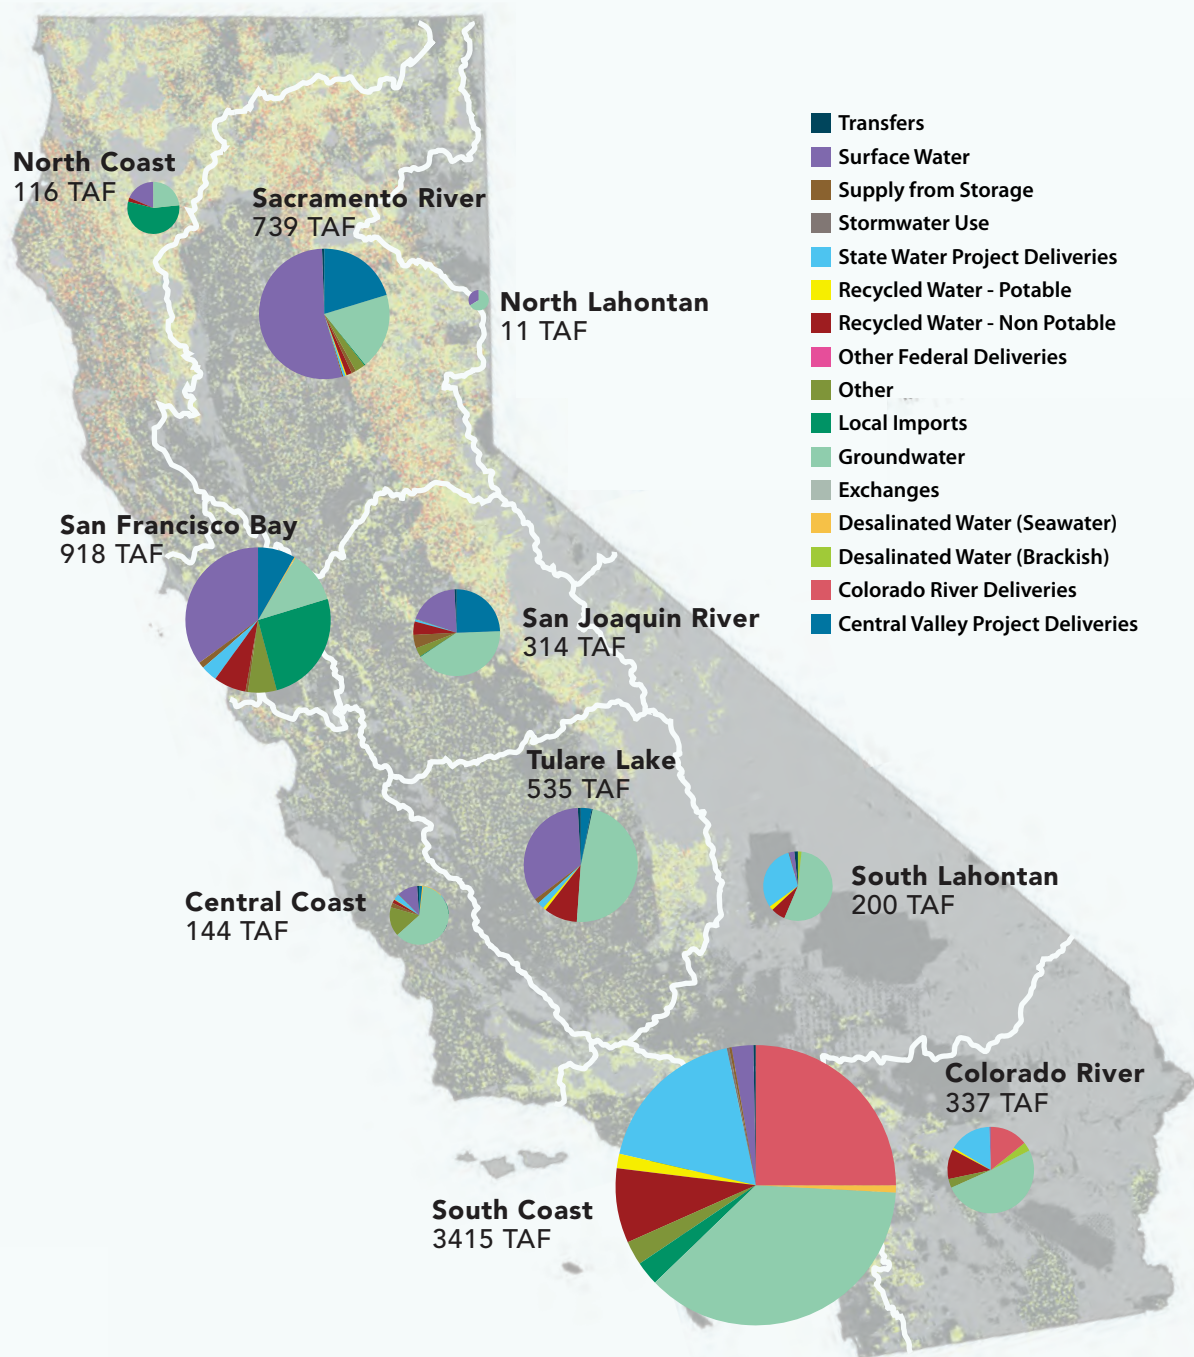 North Coast
116 TAF
Sacramento River
739 TAF
North Lahontan
11 TAF
San Francisco Bay
918 TAF
San Joaquin River
314 TAF
Tulare Lake
535 TAF
Central Coast
144 TAF
South Lahontan
200 TAF
Colorado River
337 TAF
South Coast
3415 TAF
Transfers
Surface Water
Supply from Storage
Stormwater Use
State Water Project Deliveries
Recycled Water - Potable
Recycled Water - Non Potable
Other Federal Deliveries
Other
Local Imports
Groundwater
Exchanges
Desalinated Water (Seawater)
Desalinated Water (Brackish)
Colorado River Deliveries
Central Valley Project Deliveries